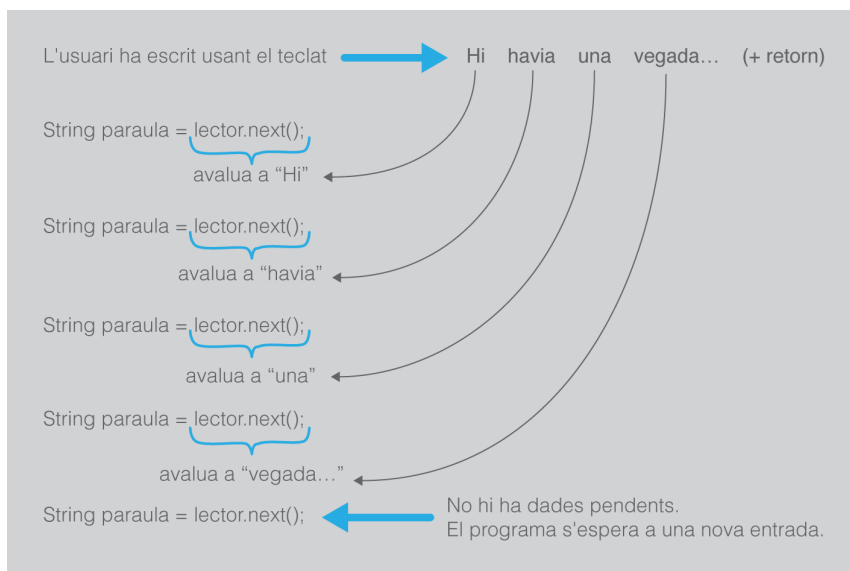 L'usuari ha escrit usant el teclat Hi havia una vegada… (+ retorn)
String paraula = lector.next();
avalua a “Hi”
String paraula = lector.next();
avalua a “havia”
String paraula = lector.next();
avalua a “una”
String paraula = lector.next();
avalua a “vegada…”
String paraula = lector.next();
No hi ha dades pendents.
El programa s'espera a una nova entrada.